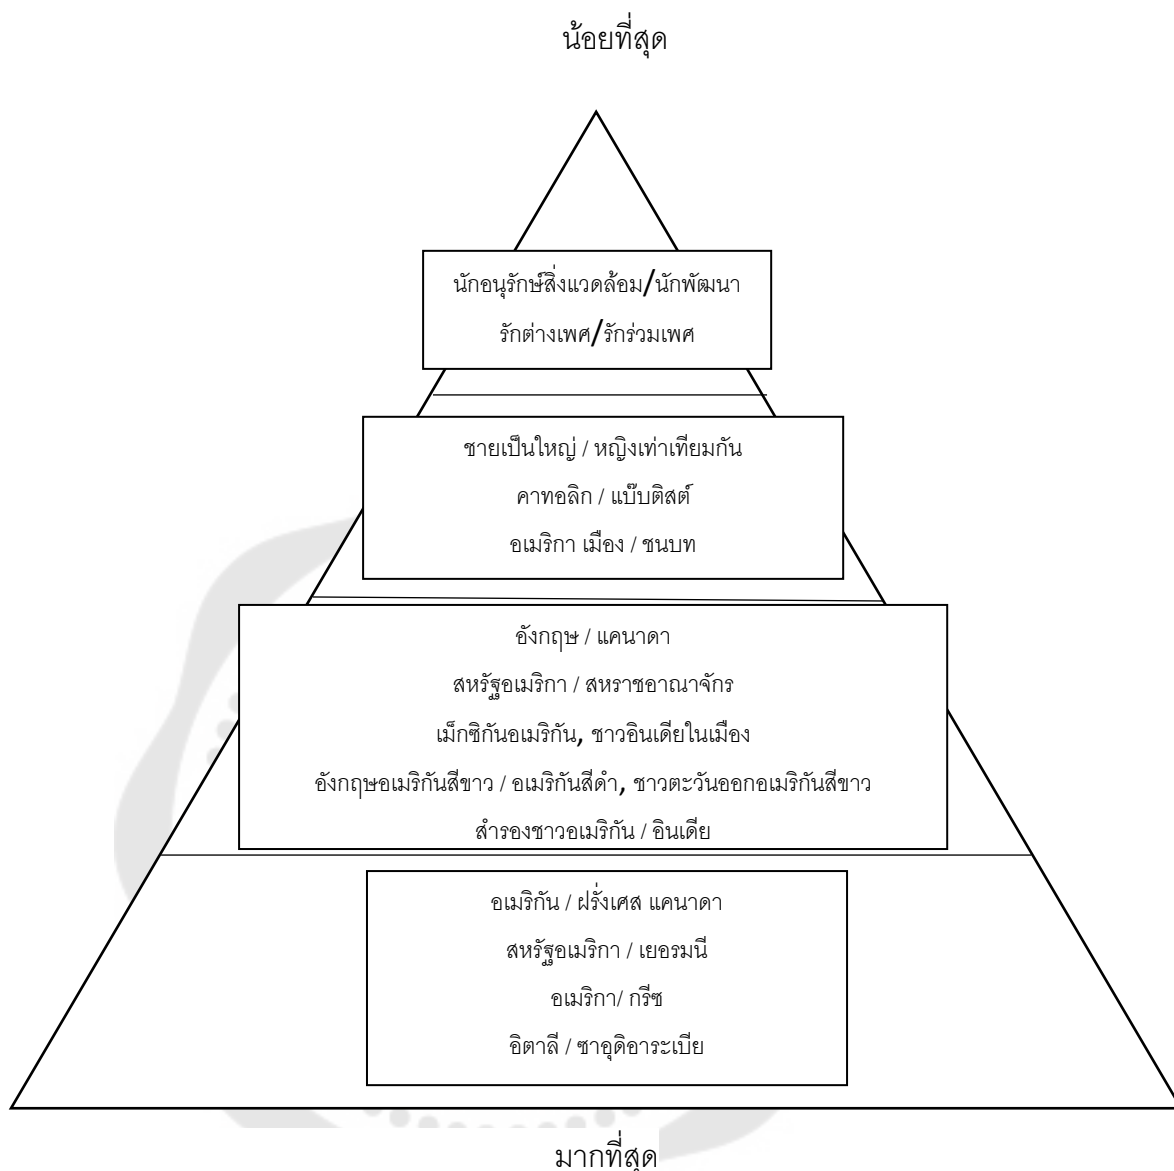 น้อยที่สุด
นักอนุรักษ์สิ่งแวดล้อม/นักพัฒนา
รักต่างเพศ/รักร่วมเพศ
ชายเป็นใหญ่ / หญิงเท่าเทียมกัน
คาทอลิก / แบ๊บติสต์
อเมริกา เมือง / ชนบท
อังกฤษ / แคนาดา
สหรัฐอเมริกา / สหราชอาณาจักร
เม็กซิกันอเมริกัน, ชาวอินเดียในเมือง
อังกฤษอเมริกันสีขาว / อเมริกันสีดำ, ชาวตะวันออกอเมริกันสีขาว
สำรองชาวอเมริกัน / อินเดีย
อเมริกัน / ฝรั่งเศส แคนาดา
สหรัฐอเมริกา / เยอรมนี
อเมริกา/ กรีซ
อิตาลี / ซาอุดิอาระเบีย
มากที่สุด